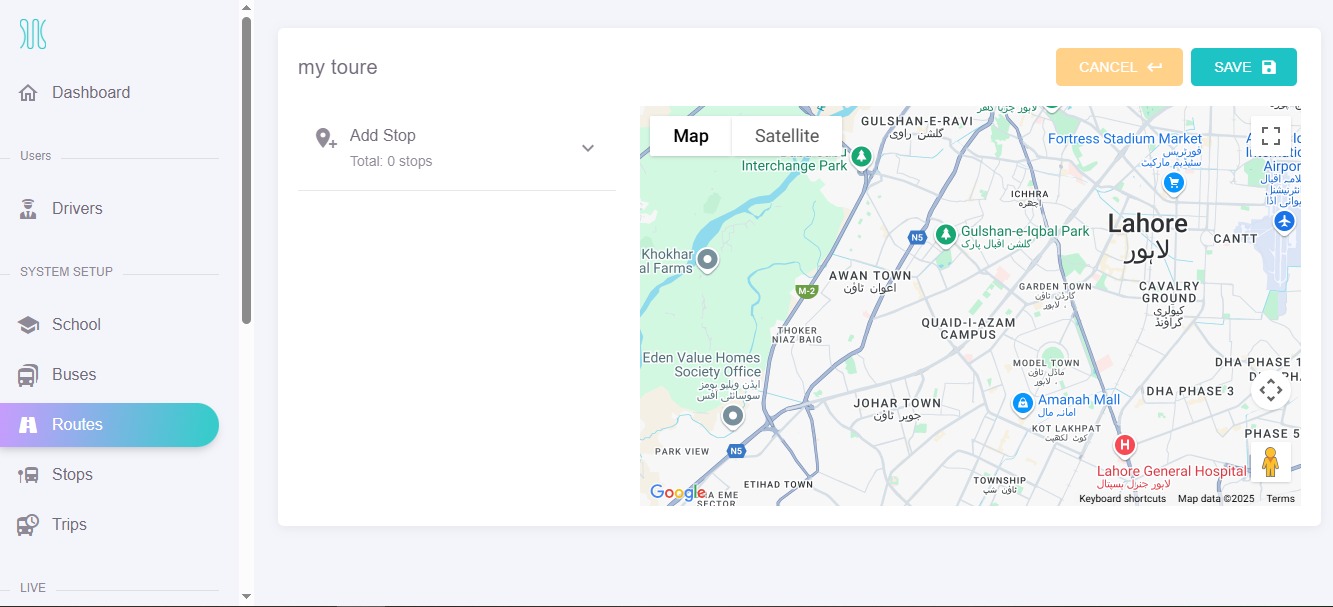 Dashboard
Users
Drivers
SYSTEM SETUP
School
Buses
Routes
Stops
Trips
LIVE
my toure
CANCEL
SAVE
Add Stop
Total: 0 stops
Map
Satellite
GULSHAN-E-RAVI
گلشن راوی
Interchange Park
Fortress Stadium Market
فورٹریس
سٹیڈیم مارکیٹ
Airpor
ICHHRA
اچھرہ
Lahore
لاہور
CANTT
N5
Gulshan-e-Iqbal Park
گلشن اقبال پارک
Khokhar
al Farms
AWAN TOWN
اعوان ٹاؤن
M-2
GARDEN TOWN
گارڈن ٹاؤن
، لاہور
CAVALRY
GROUND
کیولری
گراؤنڈ
THOKER
NIAZ BAIG
QUAID-I-AZAM
CAMPUS
Eden Value Homes
Society Office
ایڈن ویلیو ہومز
سوسائٹی آفس
MODEL TOWN
ماڈل ٹاؤن
، لاہور
DHA PHASE 1
DHA PHASE 3
JOHAR TOWN
جوہر ٹاؤن
Amanah Mall
امانہ مال
KOT LAKHPAT
کوٹ لکھپت
PHASE 5
PARK VIEW
N5
H
Lahore General Hospital
لاہور جنرل ہسپتال
ETIHAD TOWN
TOWNSHIP
ٹاؤن شپ
Google
IA EME
SECTOR
Keyboard shortcuts
Map data ©2025
Terms